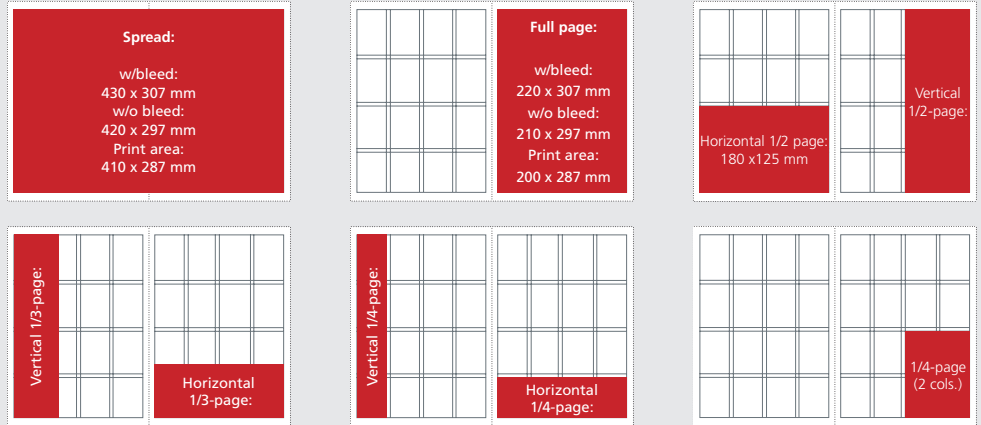 Spread:
w/bleed:
430 x 307 mm
w/o bleed:
420 x 297 mm
Print area:
410 x 287 mm
Full page:
w/bleed:
220 x 307 mm
w/o bleed:
210 x 297 mm
Print area:
200 x 287 mm
Horizontal 1/2 page:
180 x125 mm
Vertical
1/2-page:
Vertical 1/3-page:
Horizontal
1/3-page:
Vertical 1/4-page:
Horizontal
1/4-page:
1/4-page
(2 cols.)